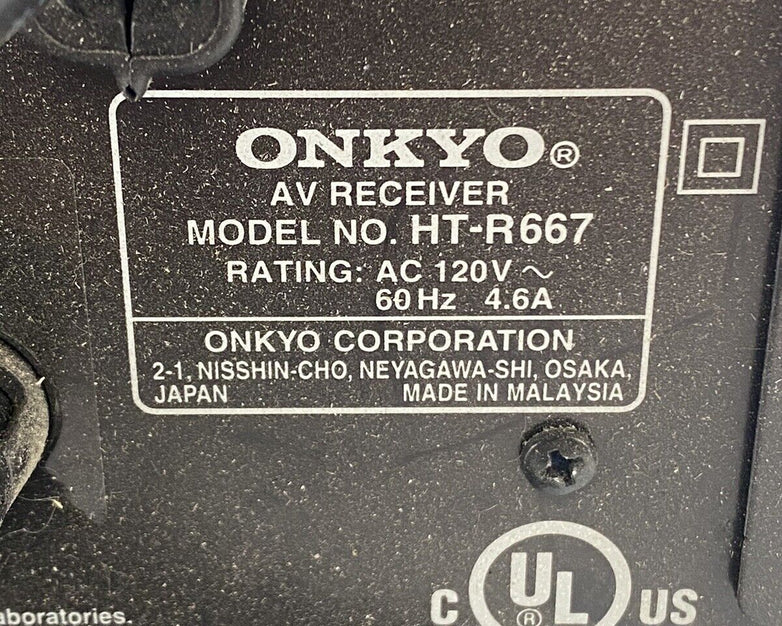 ONKYO®
AV RECEIVER
MODEL NO. HT-R667
RATING: AC 120V ~
60 Hz 4.6A
ONKYO CORPORATION
2-1, NISSHIN-CHO, NEYAGAWA-SHI, OSAKA,
JAPAN MADE IN MALAYSIA
C UL® US
aboratories.